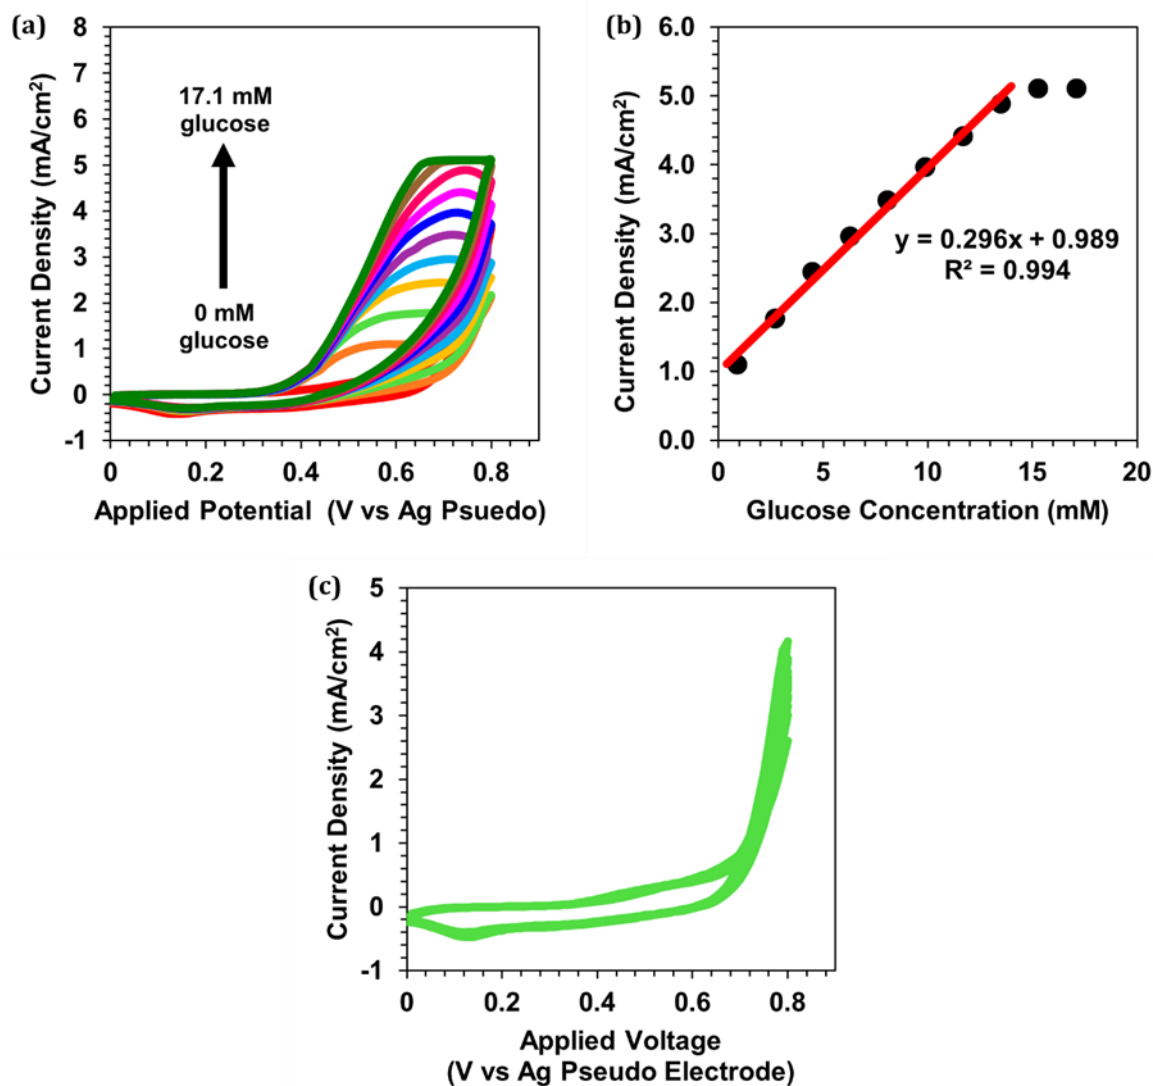 (a)
8
7
6
5
4
3
2
1
0
-1
Current Density (mA/cm²)
17.1 mM
glucose
0 mM
glucose
0 0.2 0.4 0.6 0.8
Applied Potential (V vs Ag Psuedo)
(b)
6.0
5.0
4.0
3.0
2.0
1.0
0.0
Current Density (mA/cm²)
y = 0.296x + 0.989
R² = 0.994
0 5 10 15 20
Glucose Concentration (mM)
(c)
5
4
3
2
1
0
-1
Current Density (mA/cm²)
0 0.2 0.4 0.6 0.8
Applied Voltage
(V vs Ag Pseudo Electrode)